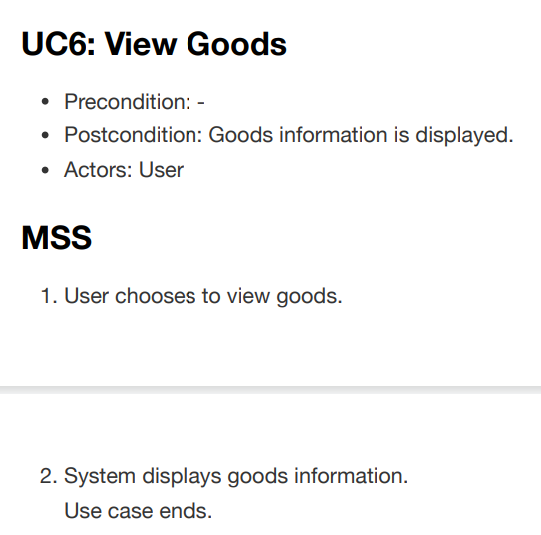 UC6: View Goods
• Precondition: -
• Postcondition: Goods information is displayed.
• Actors: User
MSS
1. User chooses to view goods.
2. System displays goods information.
Use case ends.